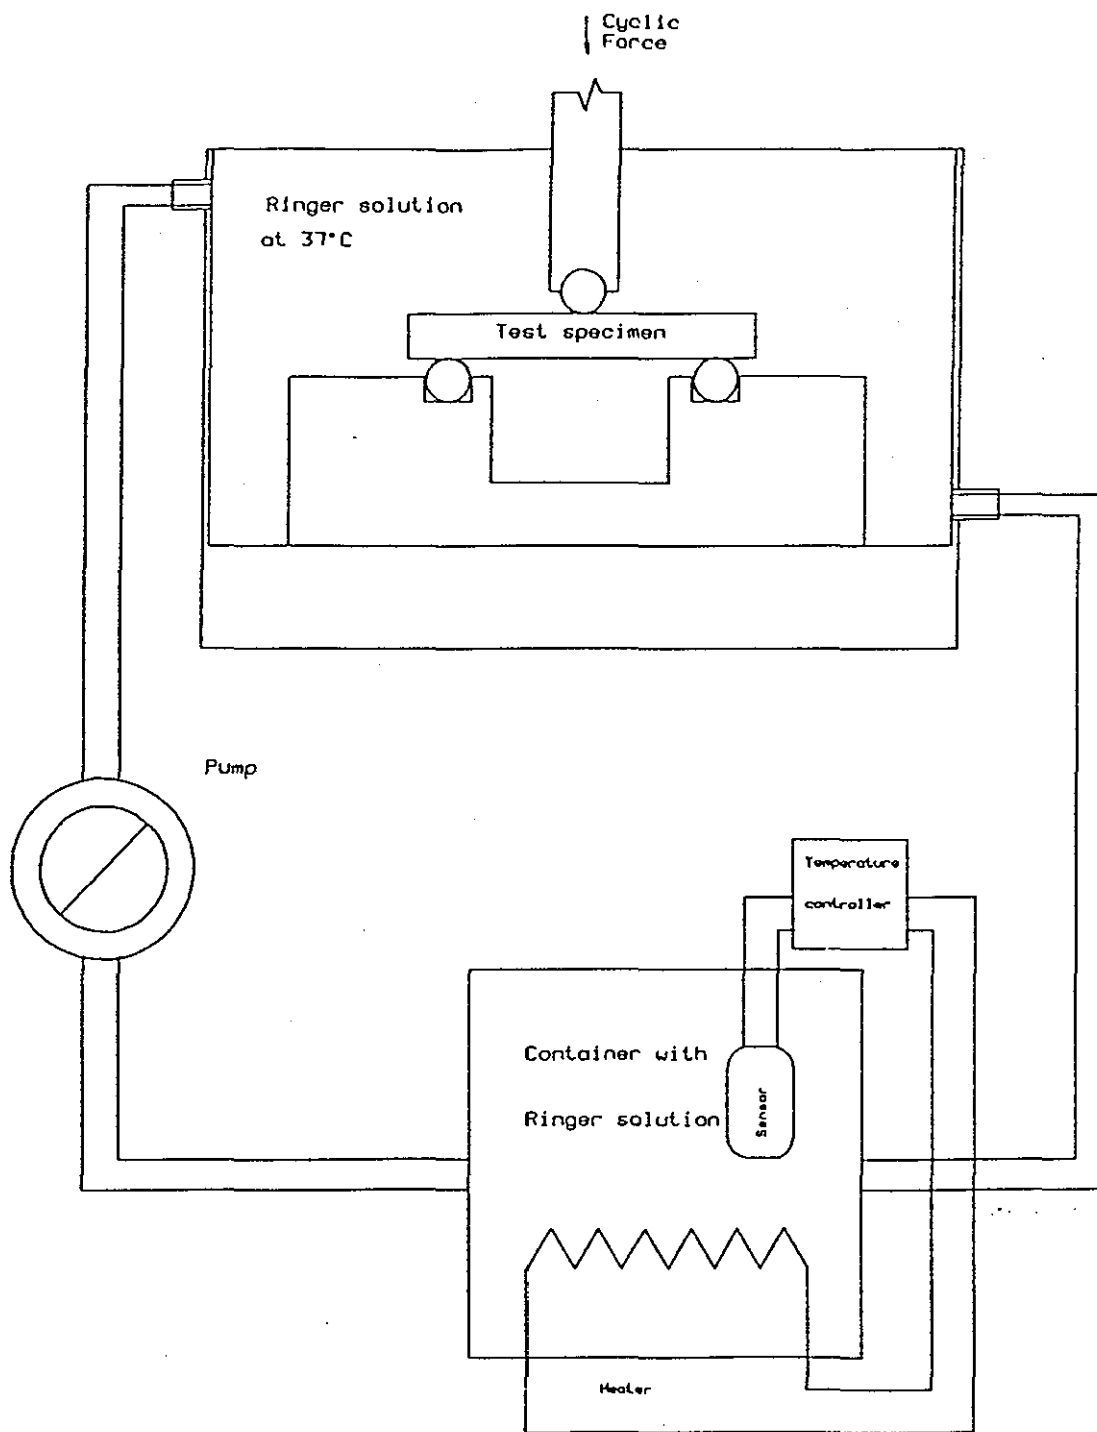 Cyclic
Force
Ringer solution
at 37°C
Test specimen
Pump
Temperature
controller
Container with
Ringer solution
Sensor
Heater